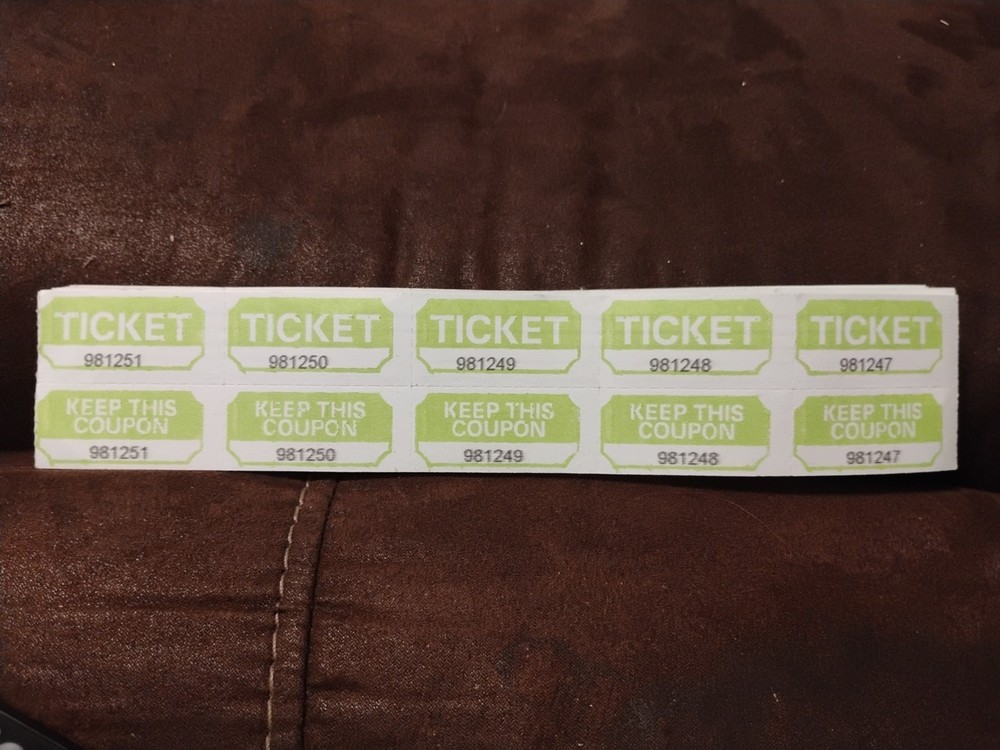 TICKET TICKET TICKET TICKET TICKET
981251 981250 981249 981248 981247
KEEP THIS KEEP THIS KEEP THIS KEEP THIS KEEP THIS
COUPON COUPON COUPON COUPON COUPON
981251 981250 981249 981248 981247